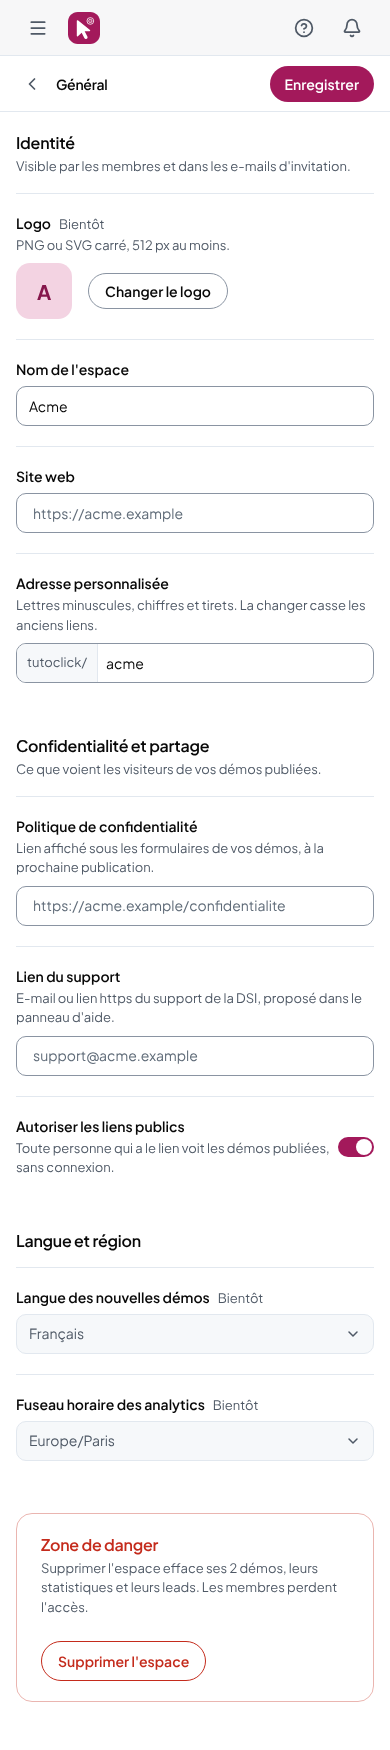 Général
Enregistrer
Identité
Visible par les membres et dans les e-mails d'invitation.
Logo Bientôt
PNG ou SVG carré, 512 px au moins.
A
Changer le logo
Nom de l'espace
Acme
Site web
https://acme.example
Adresse personnalisée
Lettres minuscules, chiffres et tirets. La changer casse les
anciens liens.
tutoclick/ acme
Confidentialité et partage
Ce que voient les visiteurs de vos démos publiées.
Politique de confidentialité
Lien affiché sous les formulaires de vos démos, à la
prochaine publication.
https://acme.example/confidentialite
Lien du support
E-mail ou lien https du support de la DSI, proposé dans le
panneau d'aide.
support@acme.example
Autoriser les liens publics
Toute personne qui a le lien voit les démos publiées,
sans connexion.
Langue et région
Langue des nouvelles démos Bientôt
Français
Fuseau horaire des analytics Bientôt
Europe/Paris
Zone de danger
Supprimer l'espace efface ses 2 démos, leurs
statistiques et leurs leads. Les membres perdent
l'accès.
Supprimer l'espace